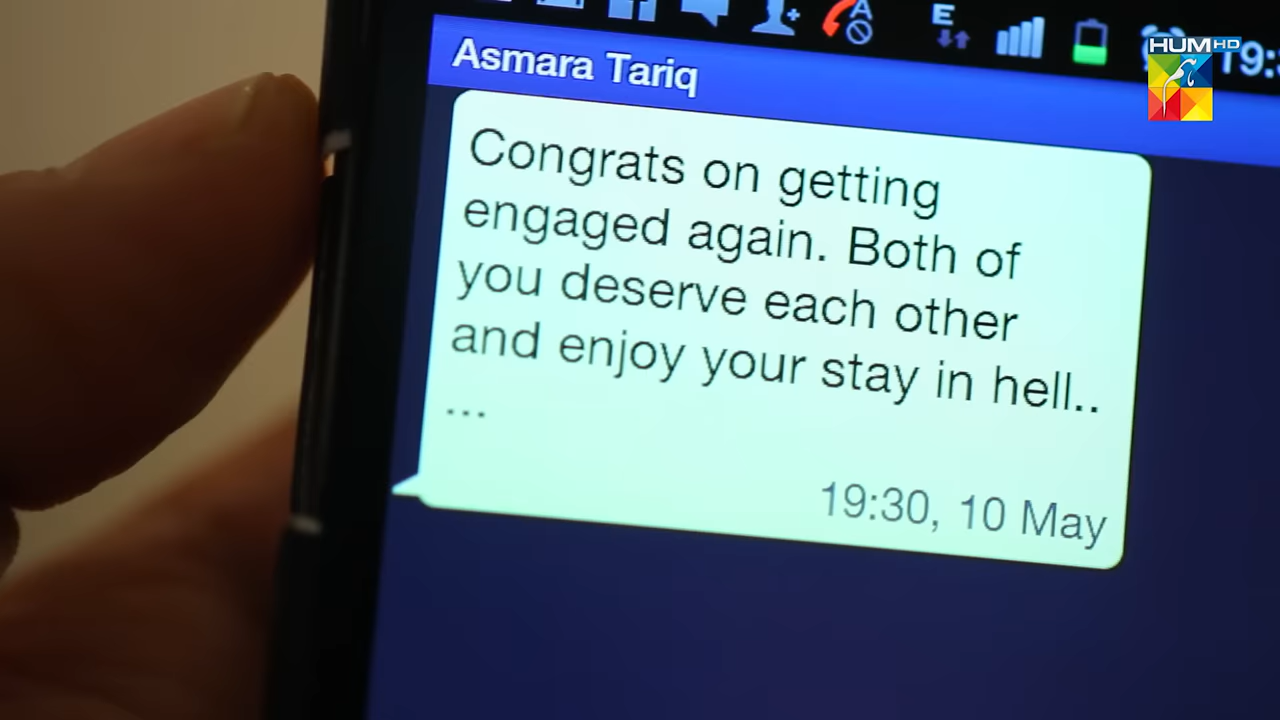 HUM HD
E
19:
Asmara Tariq
Congrats on getting
engaged again. Both of
you deserve each other
and enjoy your stay in hell..
...
19:30, 10 May